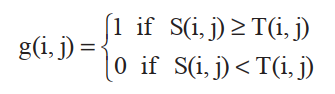 g(i, j) = { 1 if S(i, j) ≥ T(i, j)
0 if S(i, j) < T(i, j)